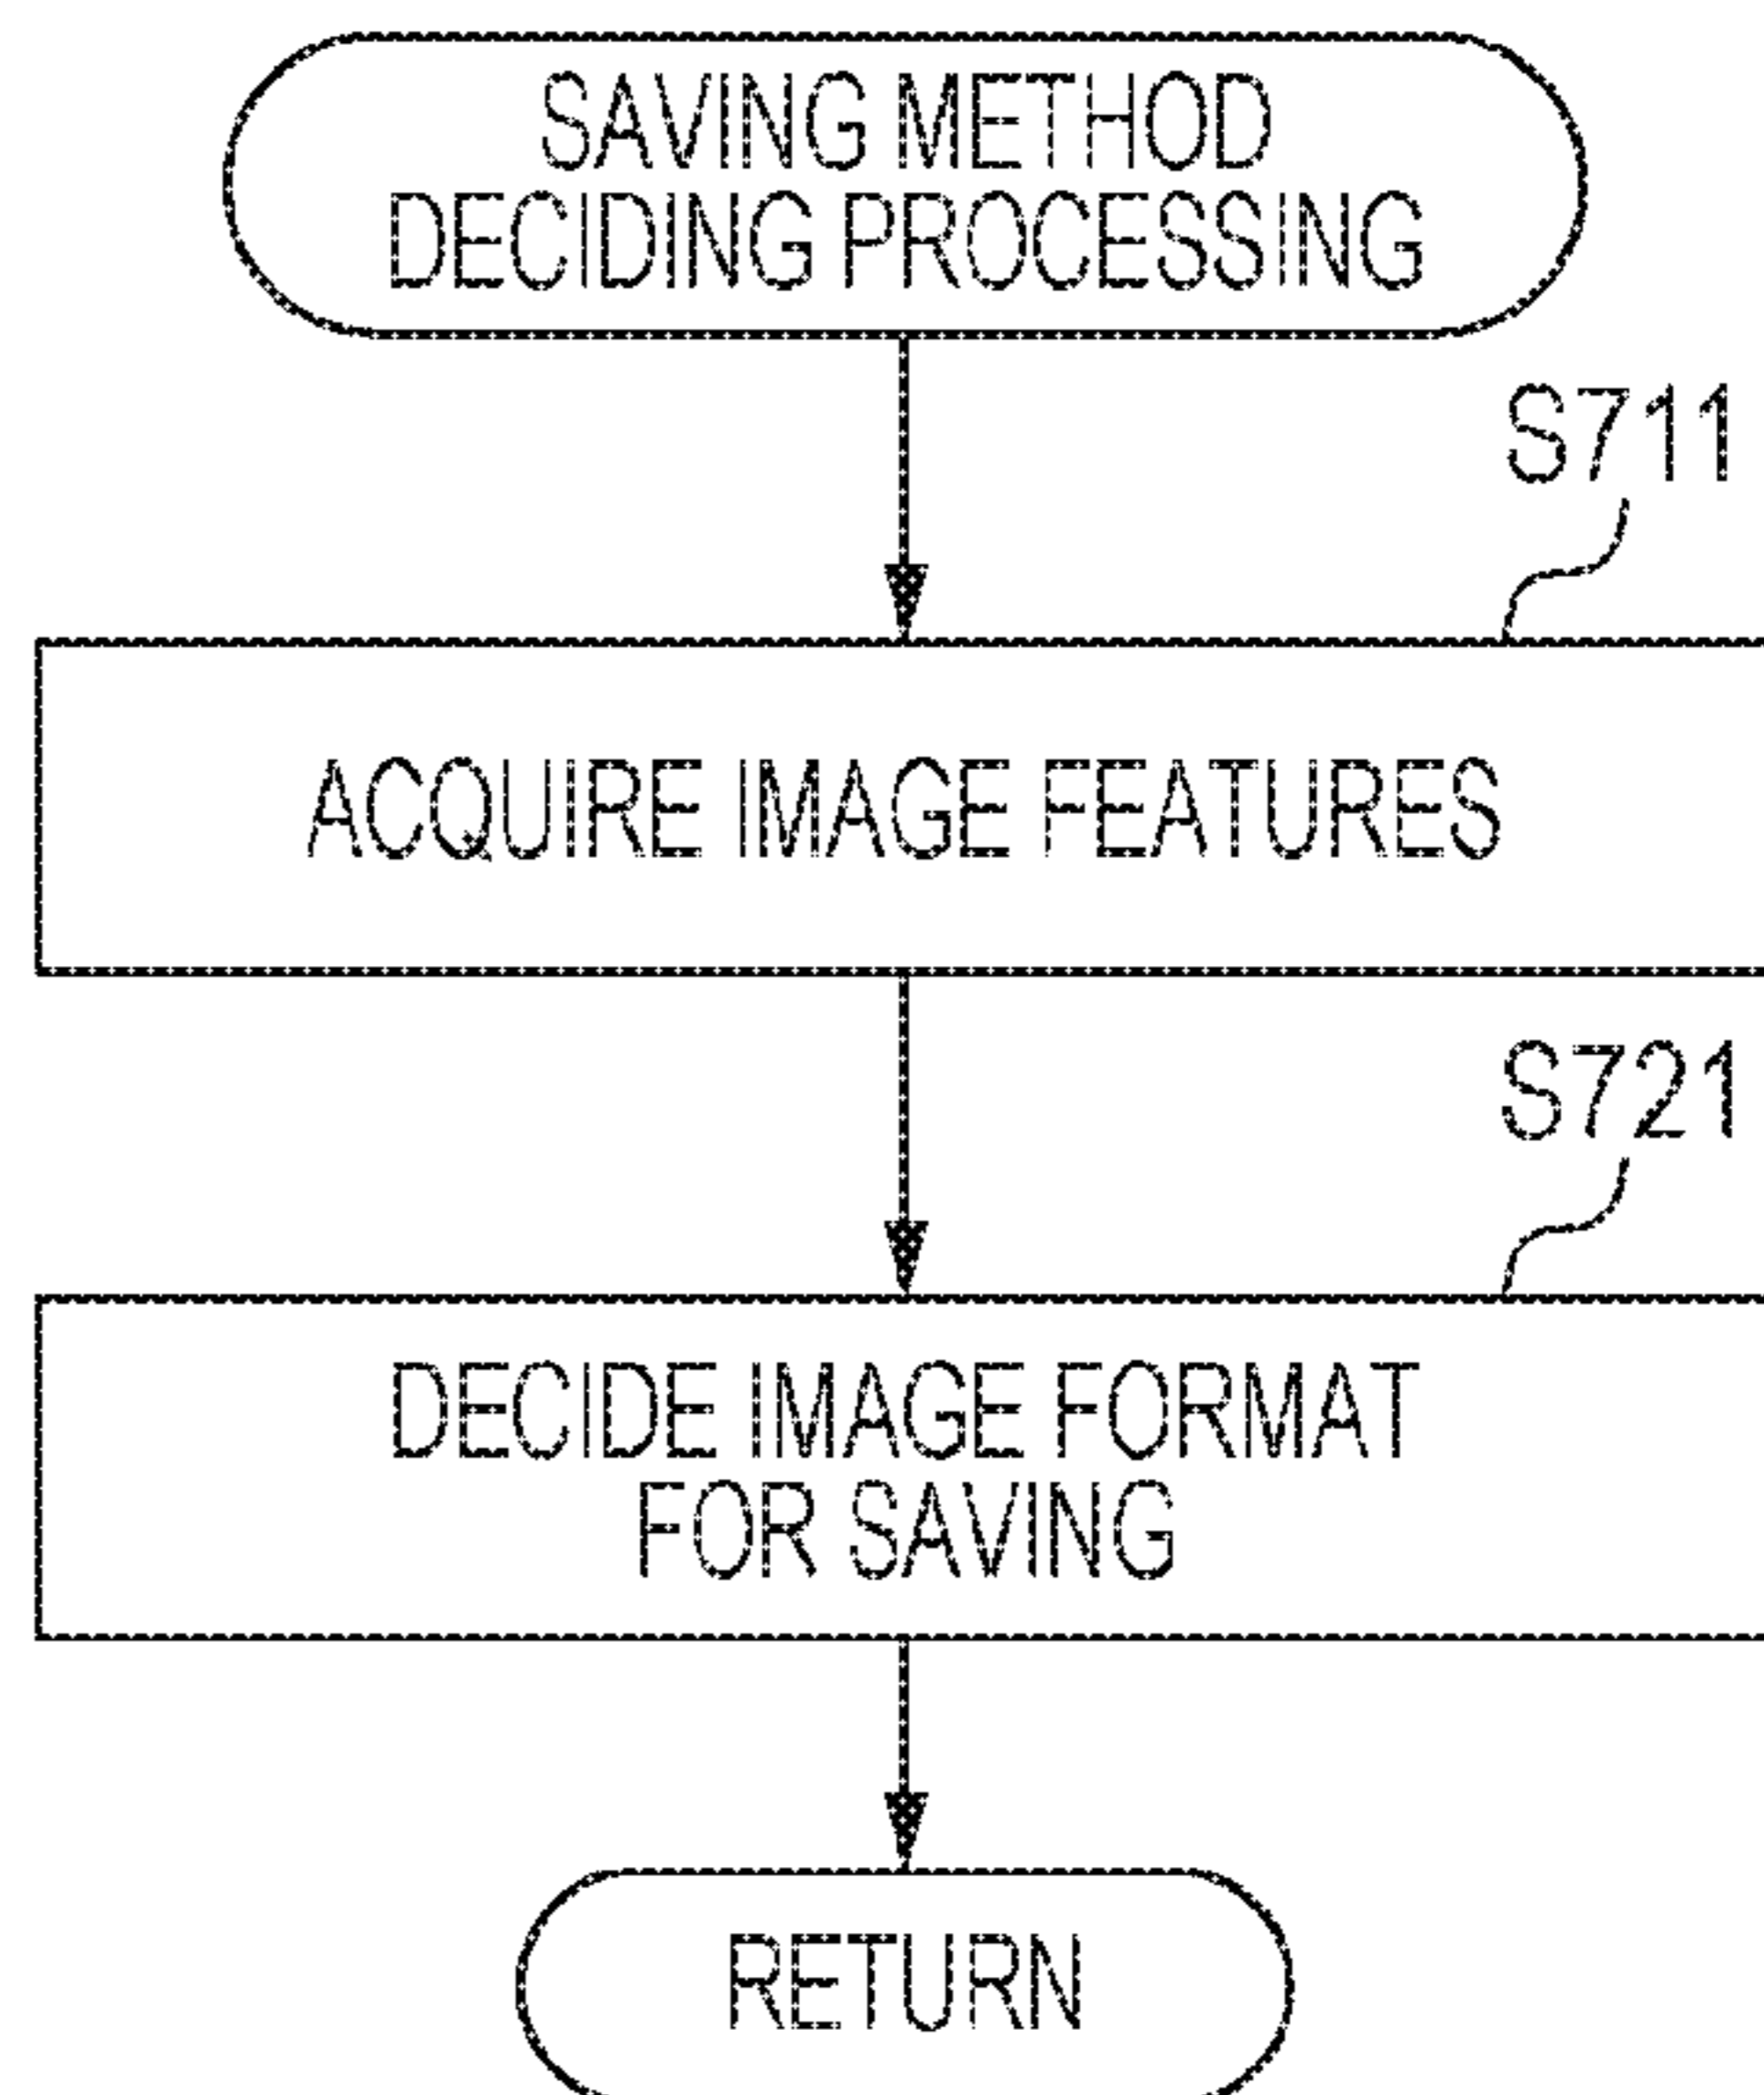 SAVING METHOD
DECIDING PROCESSING
S711
ACQUIRE IMAGE FEATURES
S721
DECIDE IMAGE FORMAT
FOR SAVING
RETURN